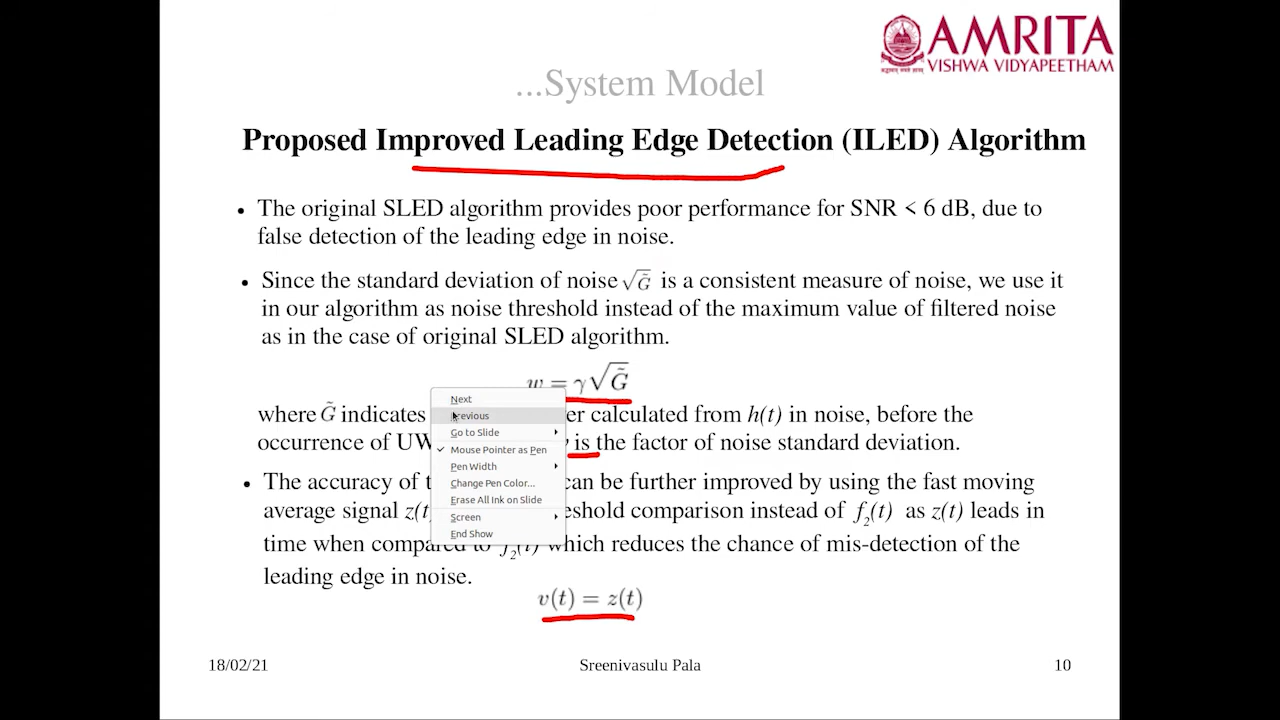 AMRITA
VISHWA VIDYAPEETHAM
...System Model
Proposed Improved Leading Edge Detection (ILED) Algorithm
• The original SLED algorithm provides poor performance for SNR < 6 dB, due to
false detection of the leading edge in noise.
• Since the standard deviation of noise √G̃ is a consistent measure of noise, we use it
in our algorithm as noise threshold instead of the maximum value of filtered noise
as in the case of original SLED algorithm.
w = γ√G̃
where G̃ indicates er calculated from h(t) in noise, before the
occurrence of UW is the factor of noise standard deviation.
• The accuracy of t can be further improved by using the fast moving
average signal z(t eshold comparison instead of f₂(t) as z(t) leads in
time when compared to f₂(t) which reduces the chance of mis-detection of the
leading edge in noise.
v(t) = z(t)
Next
Previous
Go to Slide
Mouse Pointer as Pen
Pen Width
Change Pen Color...
Erase All Ink on Slide
Screen
End Show
18/02/21
Sreenivasulu Pala
10